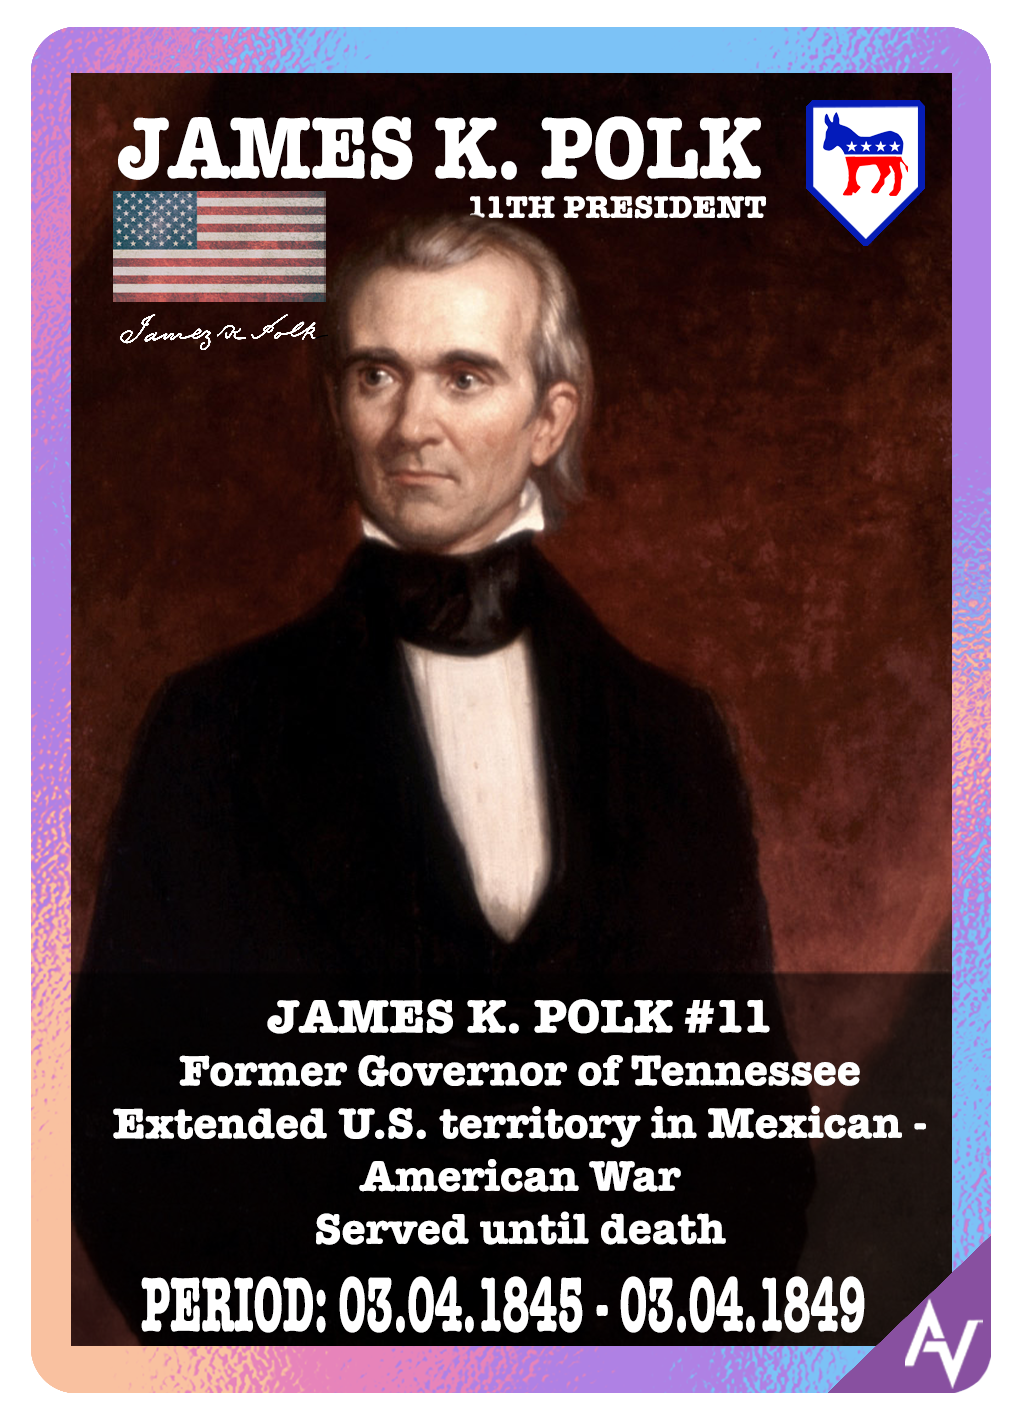 JAMES K. POLK
11TH PRESIDENT
James K Polk
JAMES K. POLK #11
Former Governor of Tennessee
Extended U.S. territory in Mexican -
American War
Served until death
PERIOD: 03.04.1845 - 03.04.1849
AV